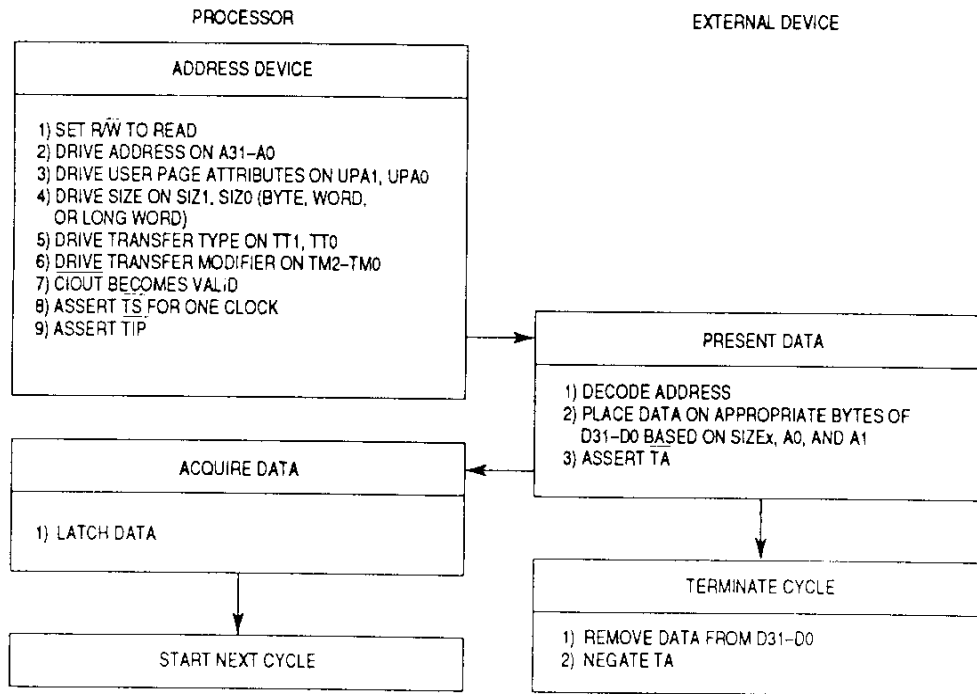 PROCESSOR
EXTERNAL DEVICE
ADDRESS DEVICE
1) SET R/W̅ TO READ
2) DRIVE ADDRESS ON A31–A0
3) DRIVE USER PAGE ATTRIBUTES ON UPA1, UPA0
4) DRIVE SIZE ON SIZ1, SIZ0 (BYTE, WORD,
OR LONG WORD)
5) DRIVE TRANSFER TYPE ON TT1, TT0
6) DRIVE TRANSFER MODIFIER ON TM2–TM0
7) C̅I̅O̅U̅T̅ BECOMES VALID
8) ASSERT T̅S̅ FOR ONE CLOCK
9) ASSERT T̅I̅P̅
PRESENT DATA
1) DECODE ADDRESS
2) PLACE DATA ON APPROPRIATE BYTES OF
D31–D0 BASED ON SIZEx, A0, AND A1
3) ASSERT T̅A̅
ACQUIRE DATA
1) LATCH DATA
TERMINATE CYCLE
1) REMOVE DATA FROM D31–D0
2) NEGATE TA
START NEXT CYCLE